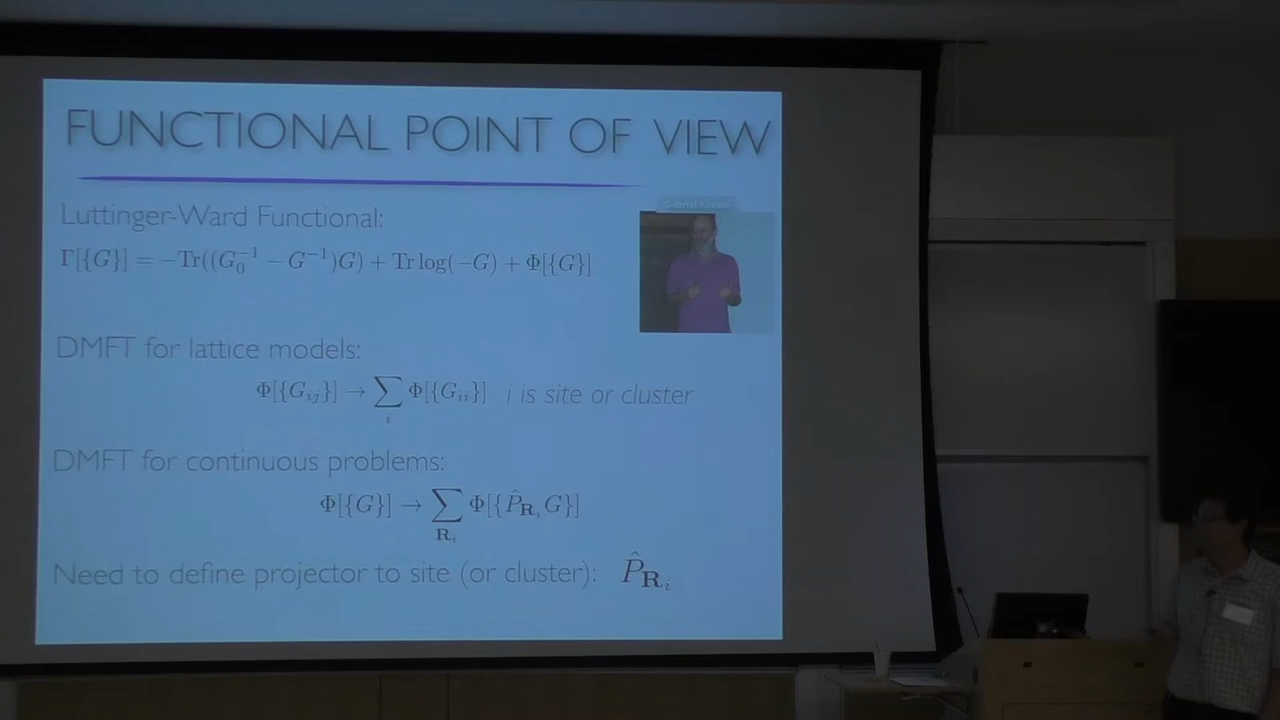 FUNCTIONAL POINT OF VIEW
Luttinger-Ward Functional:
Γ[{G}] = −Tr((G₀⁻¹ − G⁻¹)G) + Tr log(−G) + Φ[{G}]
Gabriel Kotliar
DMFT for lattice models:
Φ[{G_ij}] → ∑_i Φ[{G_ii}] i is site or cluster
DMFT for continuous problems:
Φ[{G}] → ∑_{R_i} Φ[{P̂_{R_i} G}]
Need to define projector to site (or cluster): P̂_{R_i}